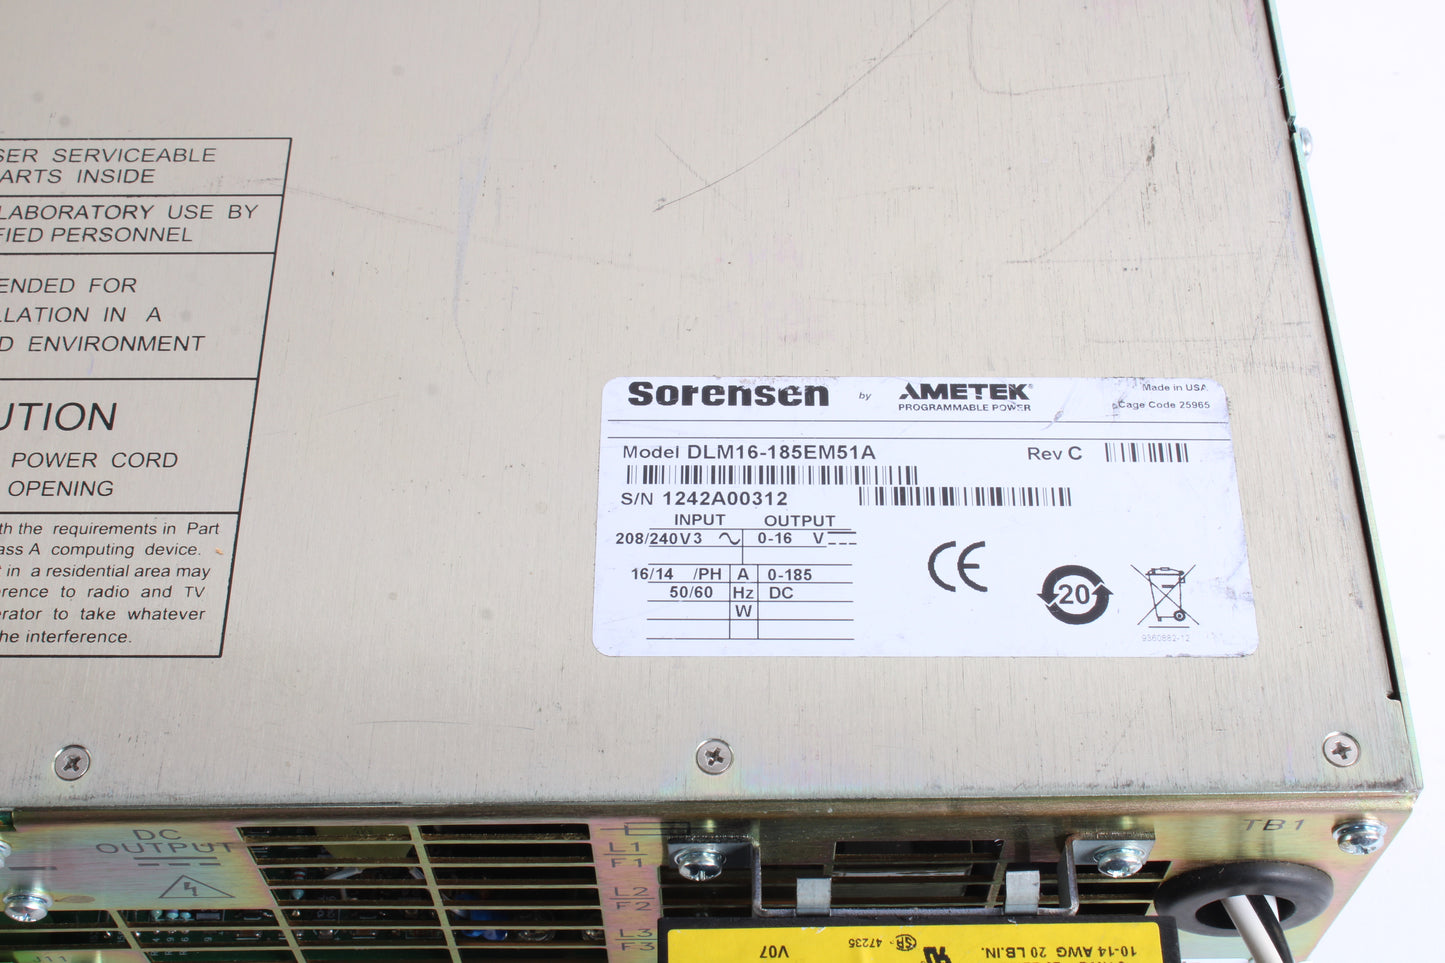 SER SERVICEABLE
ARTS INSIDE
LABORATORY USE BY
FIED PERSONNEL
ENDED FOR
LLATION IN A
D ENVIRONMENT
UTION
POWER CORD
OPENING
th the requirements in Part
ass A computing device.
t in a residential area may
rence to radio and TV
erator to take whatever
he interference.
Sorensen by AMETEK®
PROGRAMMABLE POWER
Made in USA
Cage Code 25965
Model DLM16-185EM51A
Rev C
S/N 1242A00312
INPUT OUTPUT
208/240V3 0-16 V
16/14 /PH A 0-185
50/60 Hz DC
W
CE
20
9360882-12
DC
OUTPUT
TB1
L1
F1
L2
F2
L3
F3
J11
10-14 AWG 20 LB.IN.
47235
V07